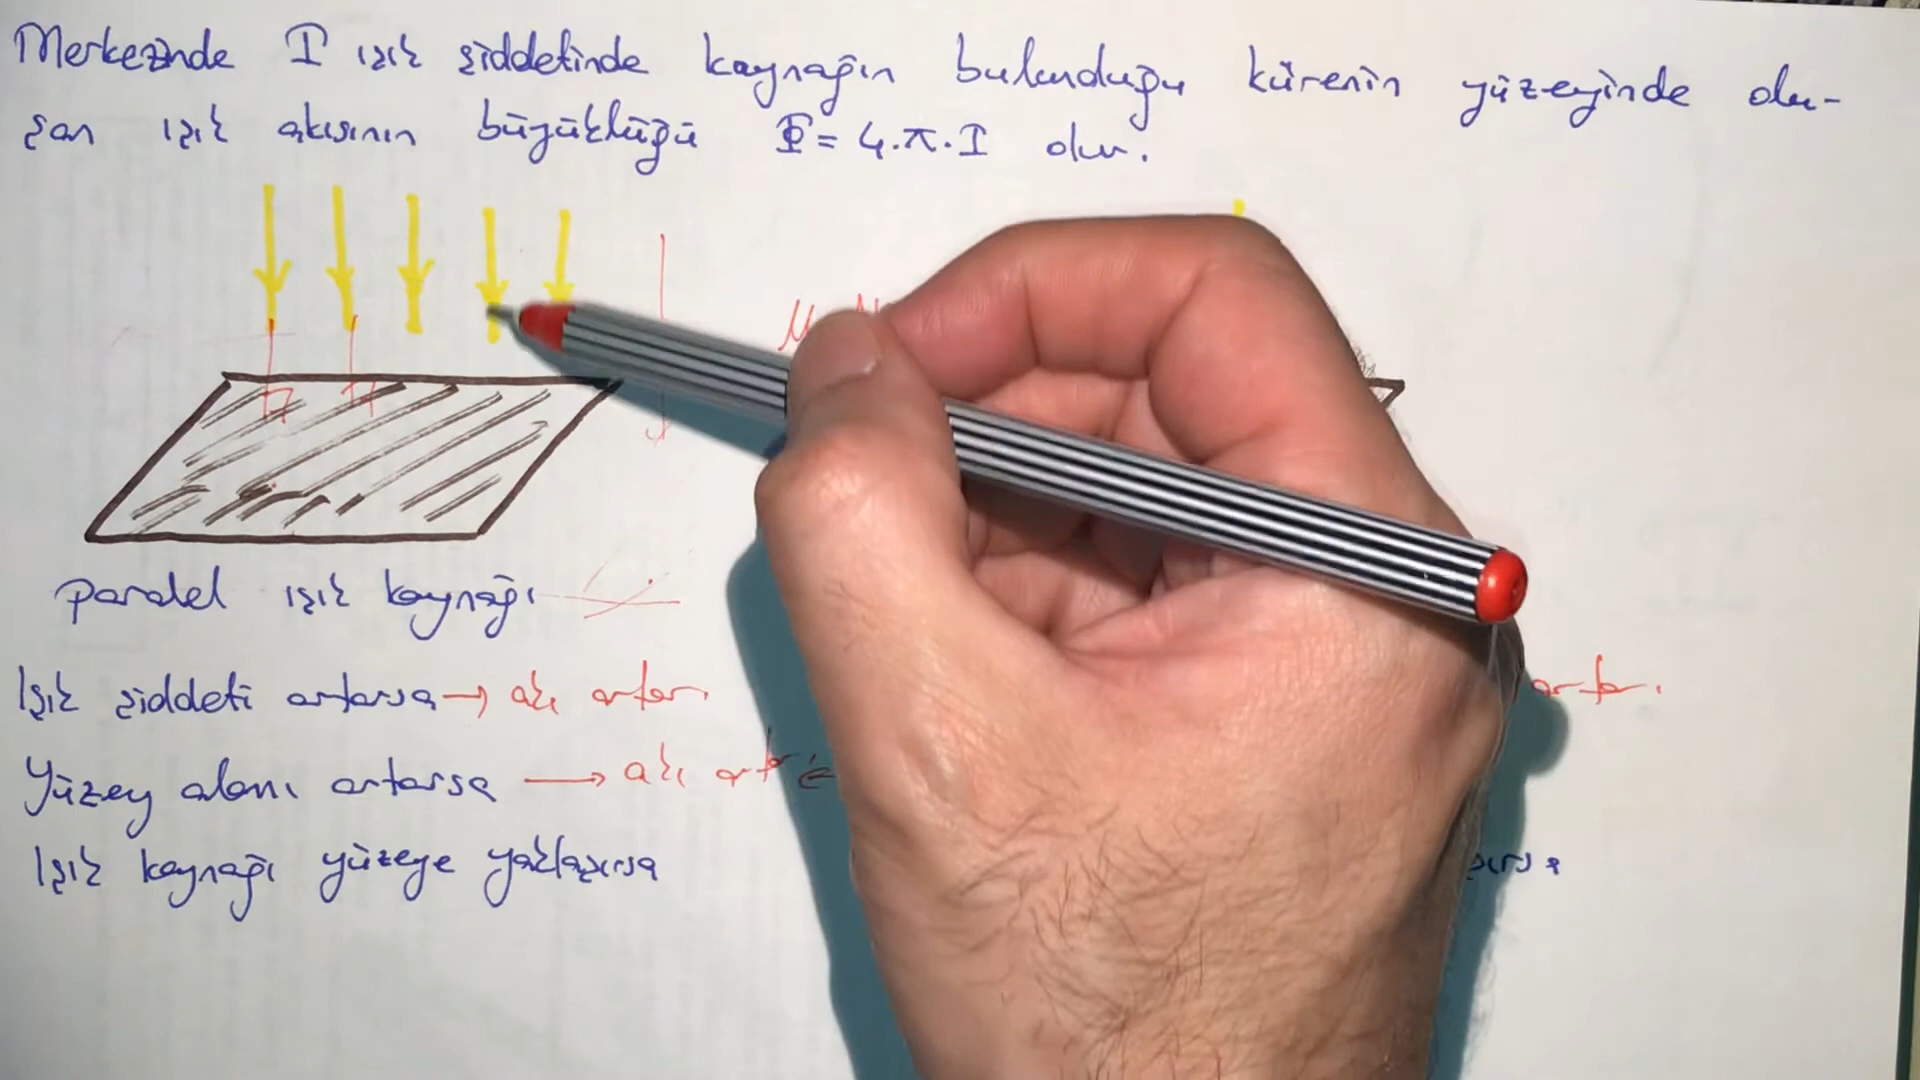 Merkezinde I ışık şiddetinde kaynağın bulunduğu kürenin yüzeyinde olu-
şan ışık akısının büyüklüğü Φ = 4.π.I olur.
paralel ışık kaynağı
Işık şiddeti artarsa → akı artar.
artar.
Yüzey alanı artarsa → akı artar
Işık kaynağı yüzeye yaklaşırsa